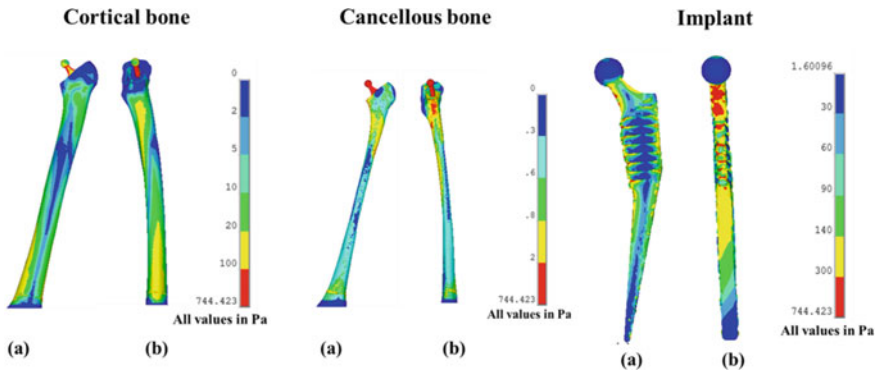 Cortical bone
0
2
5
10
20
100
744.423
All values in Pa
(a)
(b)
Cancellous bone
0
.3
.6
.8
2
744.423
All values in Pa
(a)
(b)
Implant
1.60096
30
60
90
140
300
744.423
All values in Pa
(a)
(b)